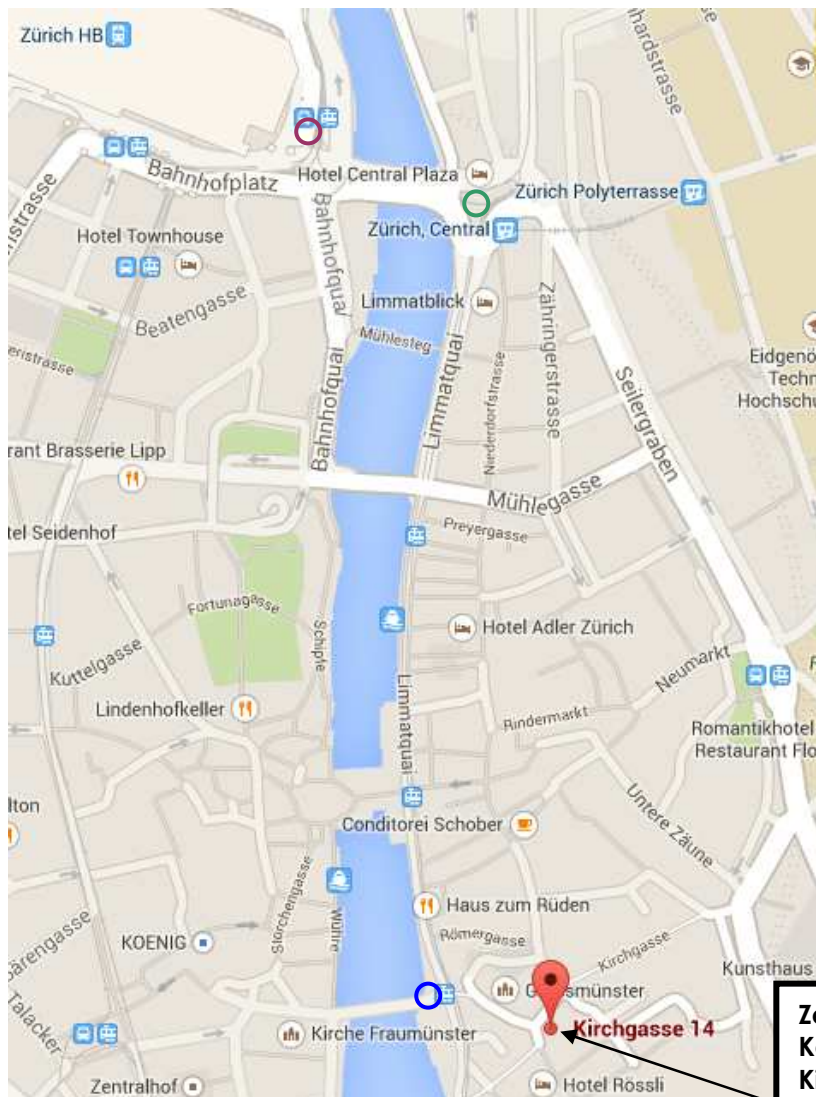 Zürich HB
Hotel Central Plaza
Bahnhofplatz
Zürich Polyterrasse
Zürich, Central
Hotel Townhouse
Bahnhofquai
Limmatblick
Beatengasse
Mühlesteg
Zähringerstrasse
Limmatquai
Niederdorfstrasse
Seilergraben
Eidgenö
Techn
Hochschu
Bahnhofquai
rant Brasserie Lipp
Mühlegasse
Preyergasse
tel Seidenhof
Fortunagasse
Schipfe
Hotel Adler Zürich
Kuttelgasse
Neumarkt
Limmatquai
Lindenhofkeller
Rindermarkt
Romantikhotel
Restaurant Flo
lton
Conditorei Schober
Untere Zäune
Storchengasse
Haus zum Rüden
Wühre
Römergasse
KOENIG
Kirchgasse
bärengasse
Kunsthaus
Talacker
Kirche Fraumünster
Kirchgasse 14
Zentralhof
Hotel Rössli